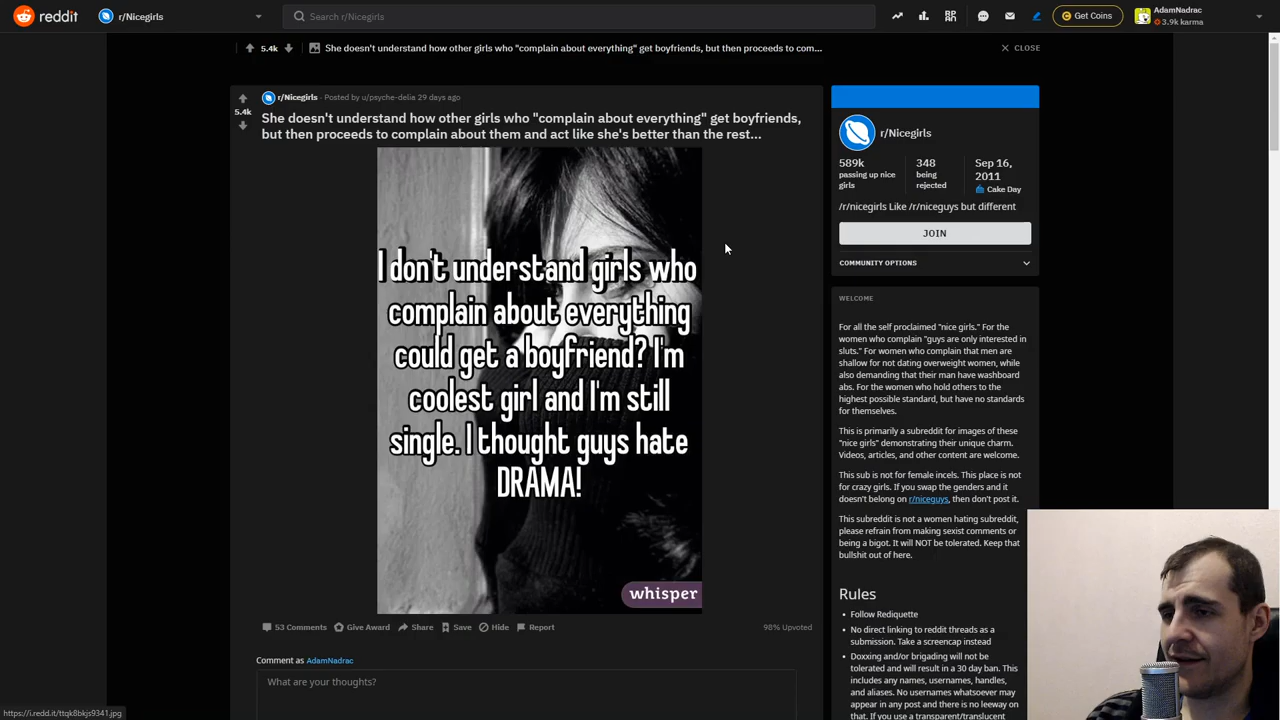 reddit
r/Nicegirls
Search r/Nicegirls
Get Coins
AdamNadrac
3.9k karma
5.4k
She doesn't understand how other girls who "complain about everything" get boyfriends, but then proceeds to com...
CLOSE
5.4k
r/Nicegirls · Posted by u/psyche-delia 29 days ago
She doesn't understand how other girls who "complain about everything" get boyfriends,
but then proceeds to complain about them and act like she's better than the rest...
I don't understand girls who
complain about everything
could get a boyfriend? I'm
coolest girl and I'm still
single. I thought guys hate
DRAMA!
whisper
53 Comments
Give Award
Share
Save
Hide
Report
98% Upvoted
Comment as AdamNadrac
What are your thoughts?
https://i.redd.it/ttqk8bkjs9341.jpg
r/Nicegirls
589k
passing up nice
girls
348
being
rejected
Sep 16,
2011
Cake Day
/r/nicegirls Like /r/niceguys but different
JOIN
COMMUNITY OPTIONS
WELCOME
For all the self proclaimed "nice girls." For the
women who complain "guys are only interested in
sluts." For women who complain that men are
shallow for not dating overweight women, while
also demanding that their man have washboard
abs. For the women who hold others to the
highest possible standard, but have no standards
for themselves.
This is primarily a subreddit for images of these
"nice girls" demonstrating their unique charm.
Videos, articles, and other content are welcome.
This sub is not for female incels. This place is not
for crazy girls. If you swap the genders and it
doesn't belong on r/niceguys, then don't post it.
This subreddit is not a women hating subreddit,
please refrain from making sexist comments or
being a bigot. It will NOT be tolerated. Keep that
bullshit out of here.
Rules
Follow Rediquette
No direct linking to reddit threads as a
submission. Take a screencap instead
Doxxing and/or brigading will not be
tolerated and will result in a 30 day ban. This
includes any names, usernames, handles,
and aliases. No usernames whatsoever may
appear in any post and there is no leeway on
that. If you use a transparent/translucent